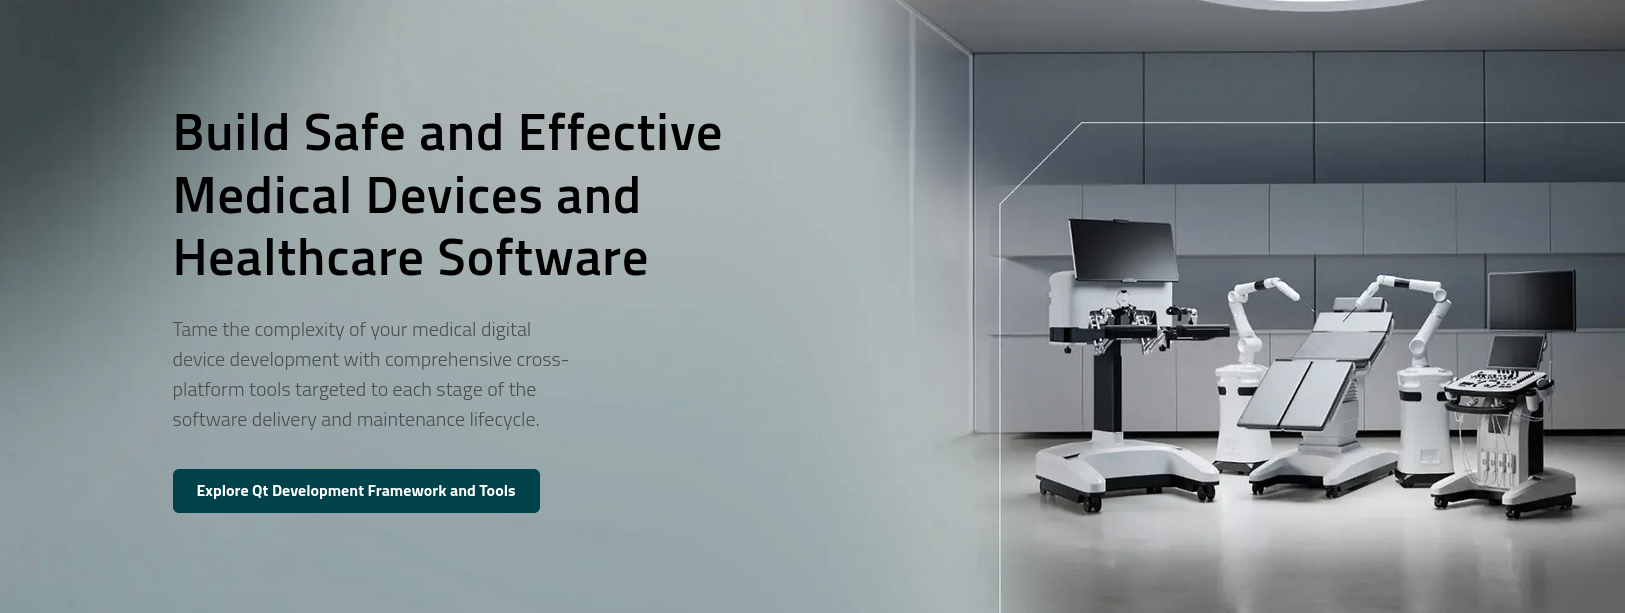 Build Safe and Effective
Medical Devices and
Healthcare Software
Tame the complexity of your medical digital
device development with comprehensive cross-
platform tools targeted to each stage of the
software delivery and maintenance lifecycle.
Explore Qt Development Framework and Tools